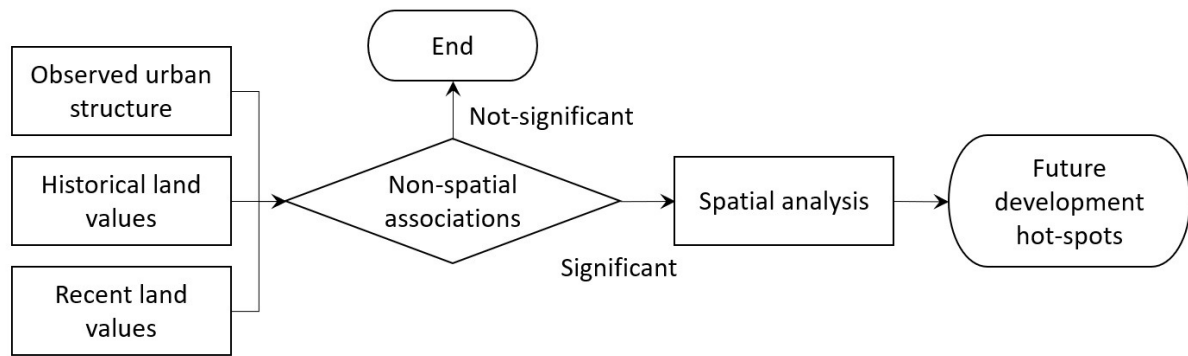 Observed urban
structure
Historical land
values
Recent land
values
End
Not-significant
Non-spatial
associations
Significant
Spatial analysis
Future
development
hot-spots